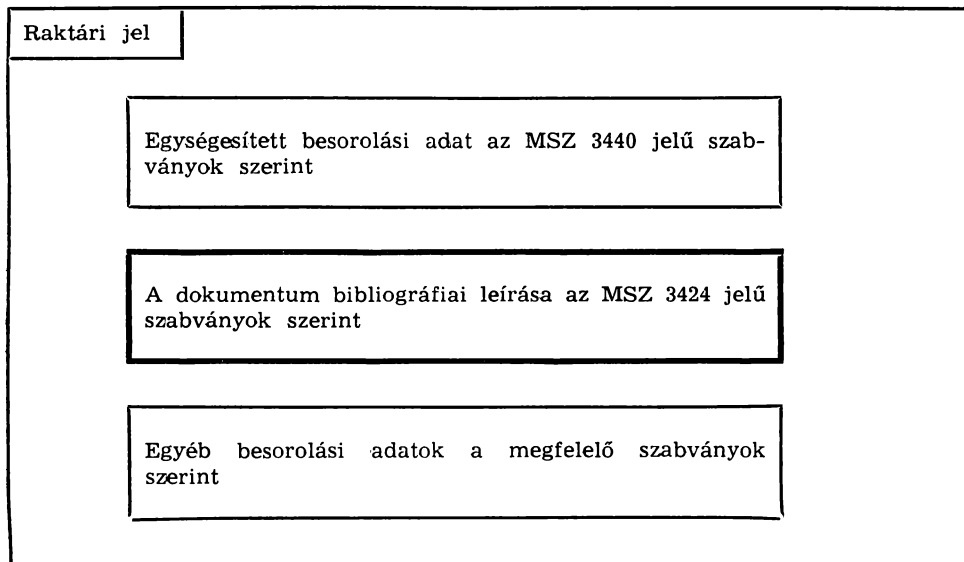 Raktári jel
Egységesített besorolási adat az MSZ 3440 jelű szab-
ványok szerint
A dokumentum bibliográfiai leírása az MSZ 3424 jelű
szabványok szerint
Egyéb besorolási adatok a megfelelő szabványok
szerint